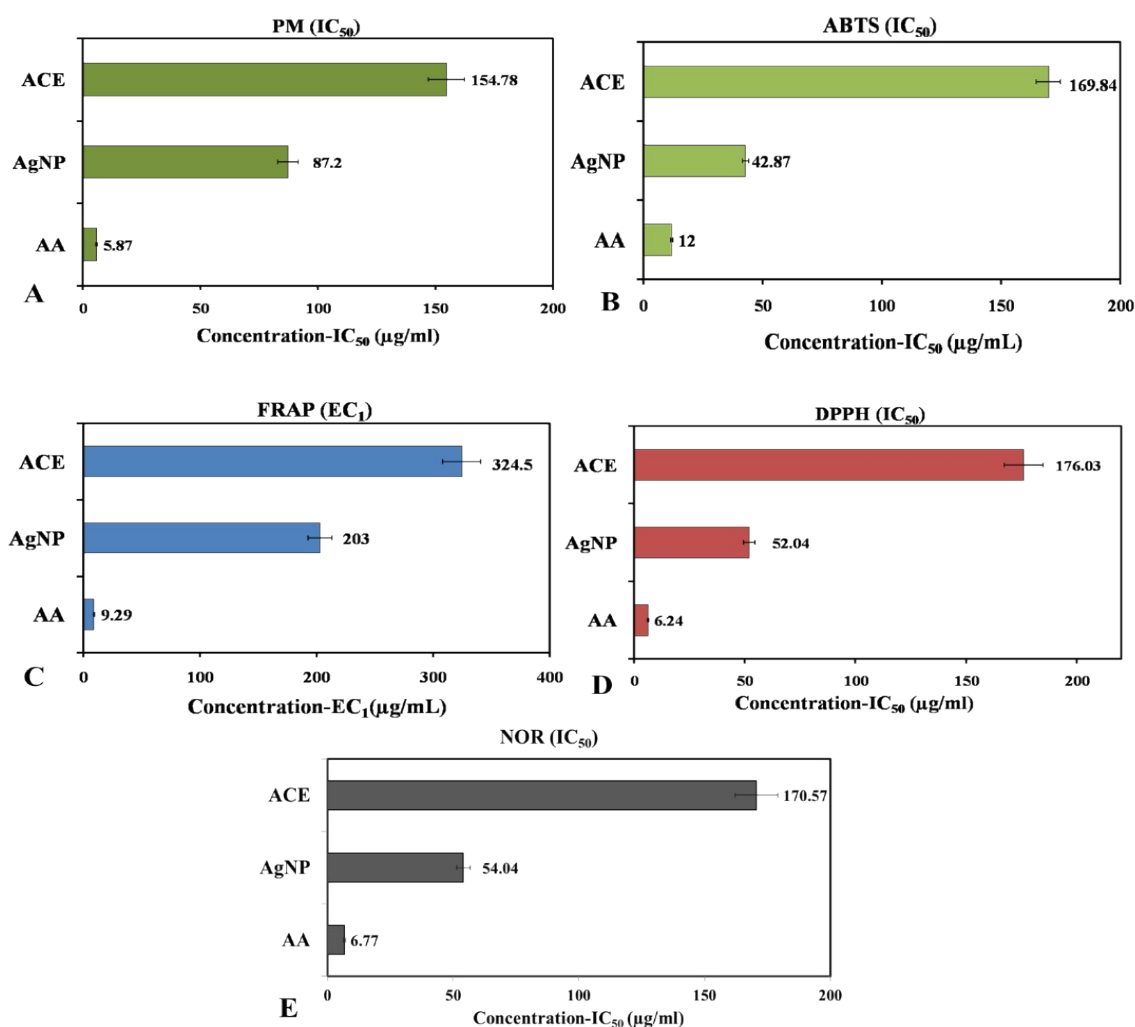 PM (IC₅₀)
ACE
154.78
AgNP
87.2
AA
5.87
0 50 100 150 200
Concentration-IC₅₀ (µg/ml)
A
ABTS (IC₅₀)
ACE
169.84
AgNP
42.87
AA
12
0 50 100 150 200
Concentration-IC₅₀ (µg/mL)
B
FRAP (EC₁)
ACE
324.5
AgNP
203
AA
9.29
0 100 200 300 400
Concentration-EC₁(µg/mL)
C
DPPH (IC₅₀)
ACE
176.03
AgNP
52.04
AA
6.24
0 50 100 150 200
Concentration-IC₅₀ (µg/ml)
D
NOR (IC₅₀)
ACE
170.57
AgNP
54.04
AA
6.77
0 50 100 150 200
Concentration-IC₅₀ (µg/ml)
E